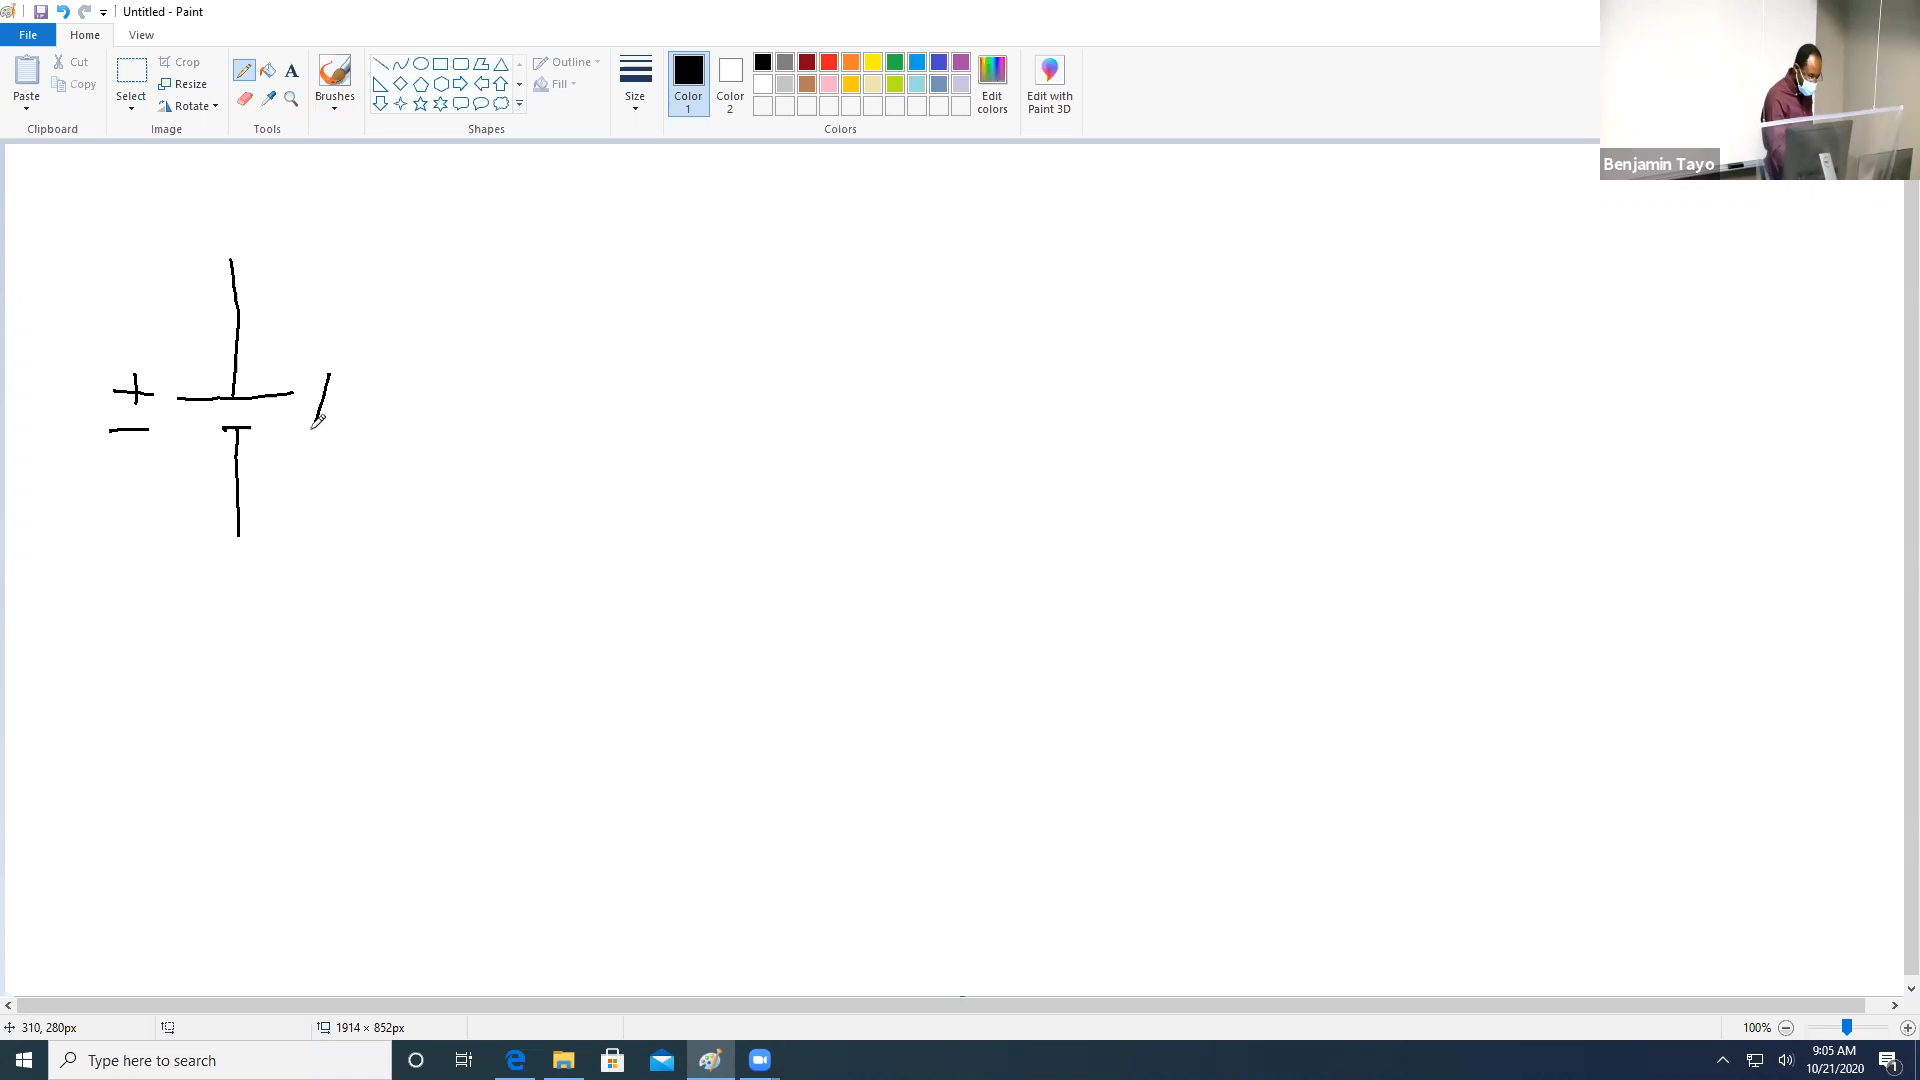 Untitled - Paint
File Home View
Paste
Cut
Copy
Clipboard
Select
Crop
Resize
Rotate
Image
Tools
Brushes
Shapes
Outline
Fill
Size
Color 1
Color 2
Colors
Edit colors
Edit with Paint 3D
Benjamin Tayo
+
−
310, 280px
1914 × 852px
100%
Type here to search
9:05 AM
10/21/2020
1